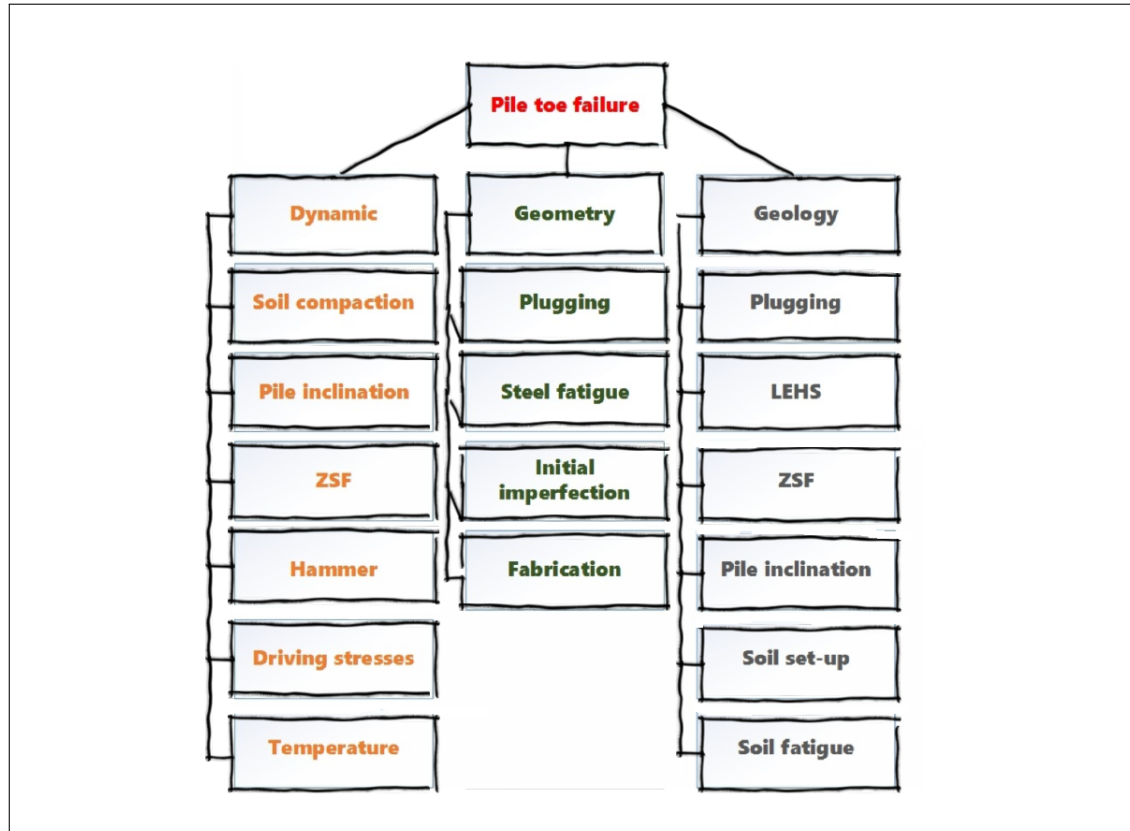 Pile toe failure
Dynamic
Soil compaction
Pile inclination
ZSF
Hammer
Driving stresses
Temperature
Geometry
Plugging
Steel fatigue
Initial
imperfection
Fabrication
Geology
Plugging
LEHS
ZSF
Pile inclination
Soil set-up
Soil fatigue